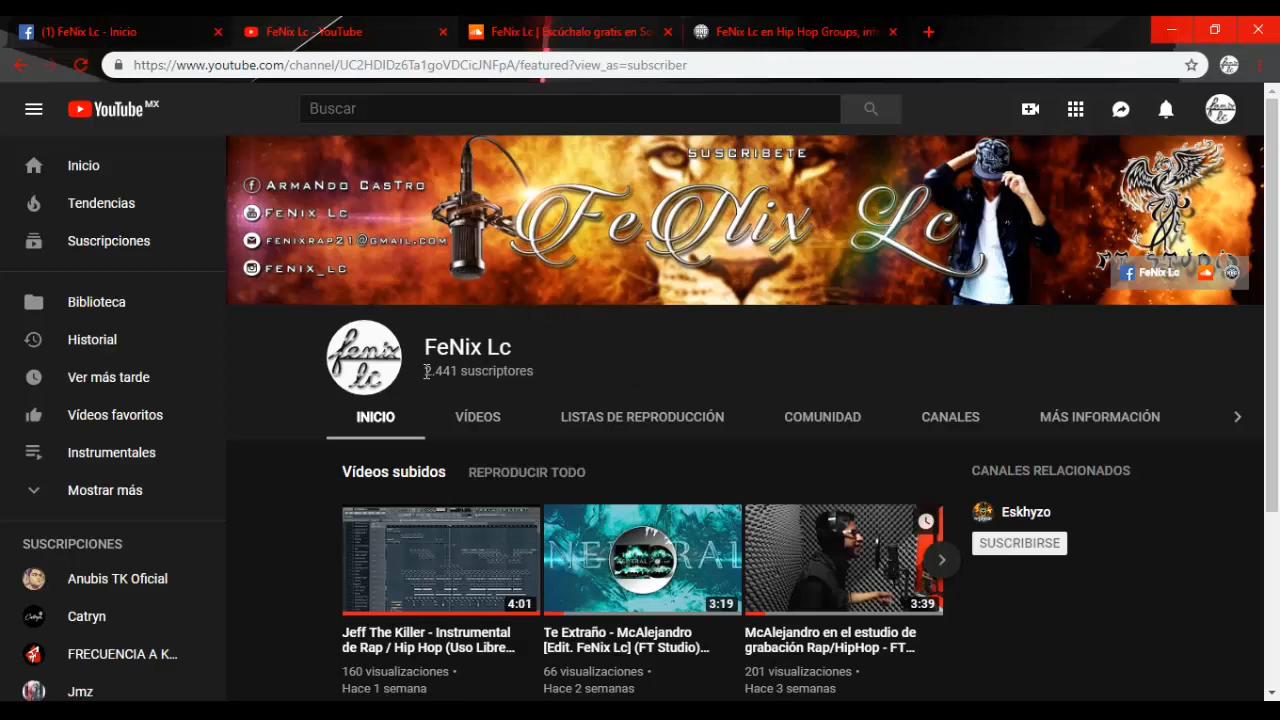 (1) FeNix Lc - Inicio
FeNix Lc - YouTube
FeNix Lc | Escúchalo gratis en So
FeNix Lc en Hip Hop Groups, int
https://www.youtube.com/channel/UC2HDIDz6Ta1goVDCicJNFpA/featured?view_as=subscriber
YouTube MX
Buscar
fenix lc
Inicio
Tendencias
Suscripciones
Biblioteca
Historial
Ver más tarde
Vídeos favoritos
Instrumentales
Mostrar más
SUSCRIPCIONES
Anubis TK Oficial
Catryn
FRECUENCIA A K...
Jmz
SUSCRIBETE
ArmaNdo CasTro
FeNix Lc
fenixrap21@gmail.com
fenix_lc
FeNix Lc
FeNix Lc
fenix lc
FeNix Lc
2.441 suscriptores
INICIO
VÍDEOS
LISTAS DE REPRODUCCIÓN
COMUNIDAD
CANALES
MÁS INFORMACIÓN
Vídeos subidos
REPRODUCIR TODO
4:01
3:19
3:39
Jeff The Killer - Instrumental
de Rap / Hip Hop (Uso Libre...
160 visualizaciones •
Hace 1 semana
Te Extraño - McAlejandro
[Edit. FeNix Lc] (FT Studio)...
66 visualizaciones •
Hace 2 semanas
McAlejandro en el estudio de
grabación Rap/HipHop - FT...
201 visualizaciones •
Hace 3 semanas
CANALES RELACIONADOS
Eskhyzo
SUSCRIBIRSE